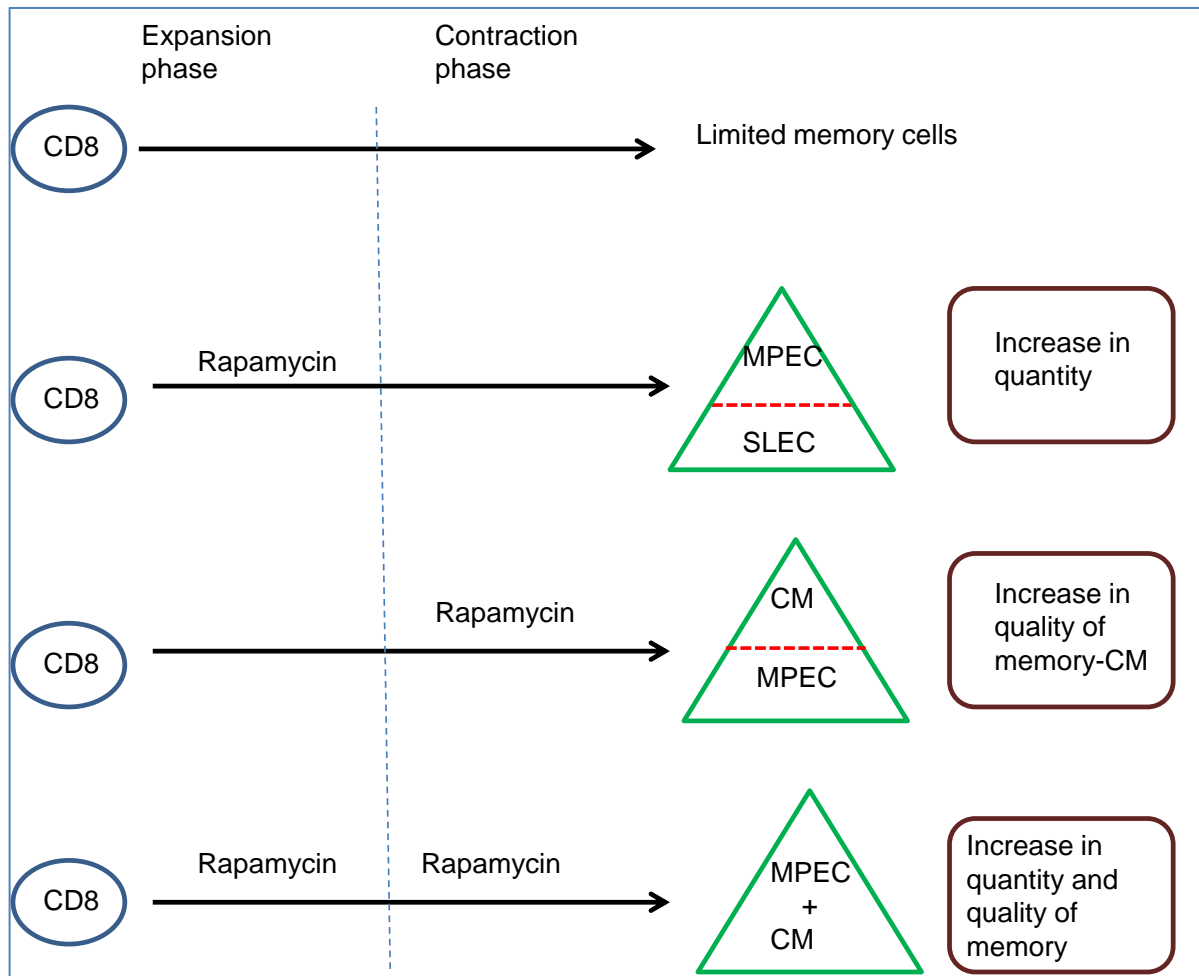 Expansion
phase
Contraction
phase
CD8
Limited memory cells
CD8
Rapamycin
MPEC
SLEC
Increase in
quantity
CD8
Rapamycin
CM
MPEC
Increase in
quality of
memory-CM
CD8
Rapamycin
Rapamycin
MPEC
+
CM
Increase in
quantity and
quality of
memory